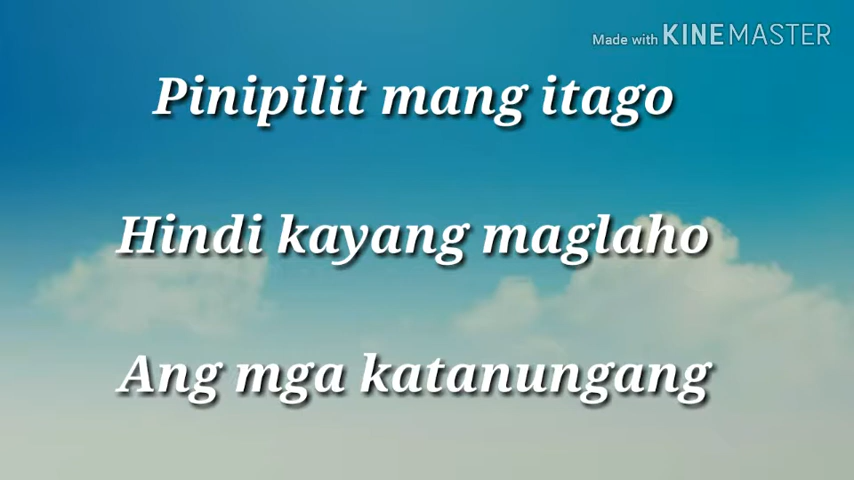 Made with KINEMASTER
Pinipilit mang itago
Hindi kayang maglaho
Ang mga katanungang